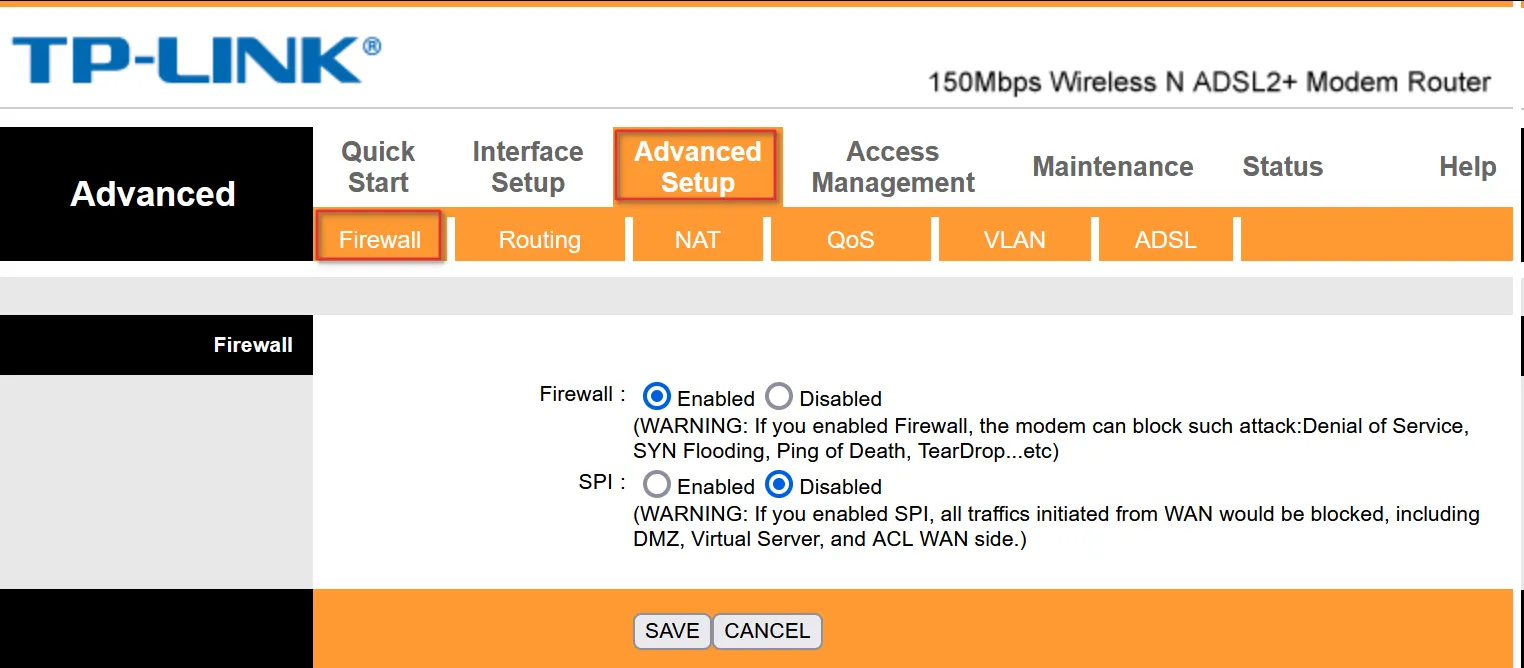 TP-LINK®
150Mbps Wireless N ADSL2+ Modem Router
Advanced
Quick Start
Interface Setup
Advanced Setup
Access Management
Maintenance
Status
Help
Firewall
Routing
NAT
QoS
VLAN
ADSL
Firewall
Firewall : Enabled Disabled
(WARNING: If you enabled Firewall, the modem can block such attack:Denial of Service,
SYN Flooding, Ping of Death, TearDrop...etc)
SPI : Enabled Disabled
(WARNING: If you enabled SPI, all traffics initiated from WAN would be blocked, including
DMZ, Virtual Server, and ACL WAN side.)
SAVE CANCEL